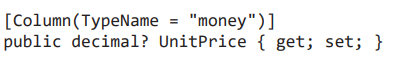 [Column(TypeName = "money")]
public decimal? UnitPrice { get; set; }